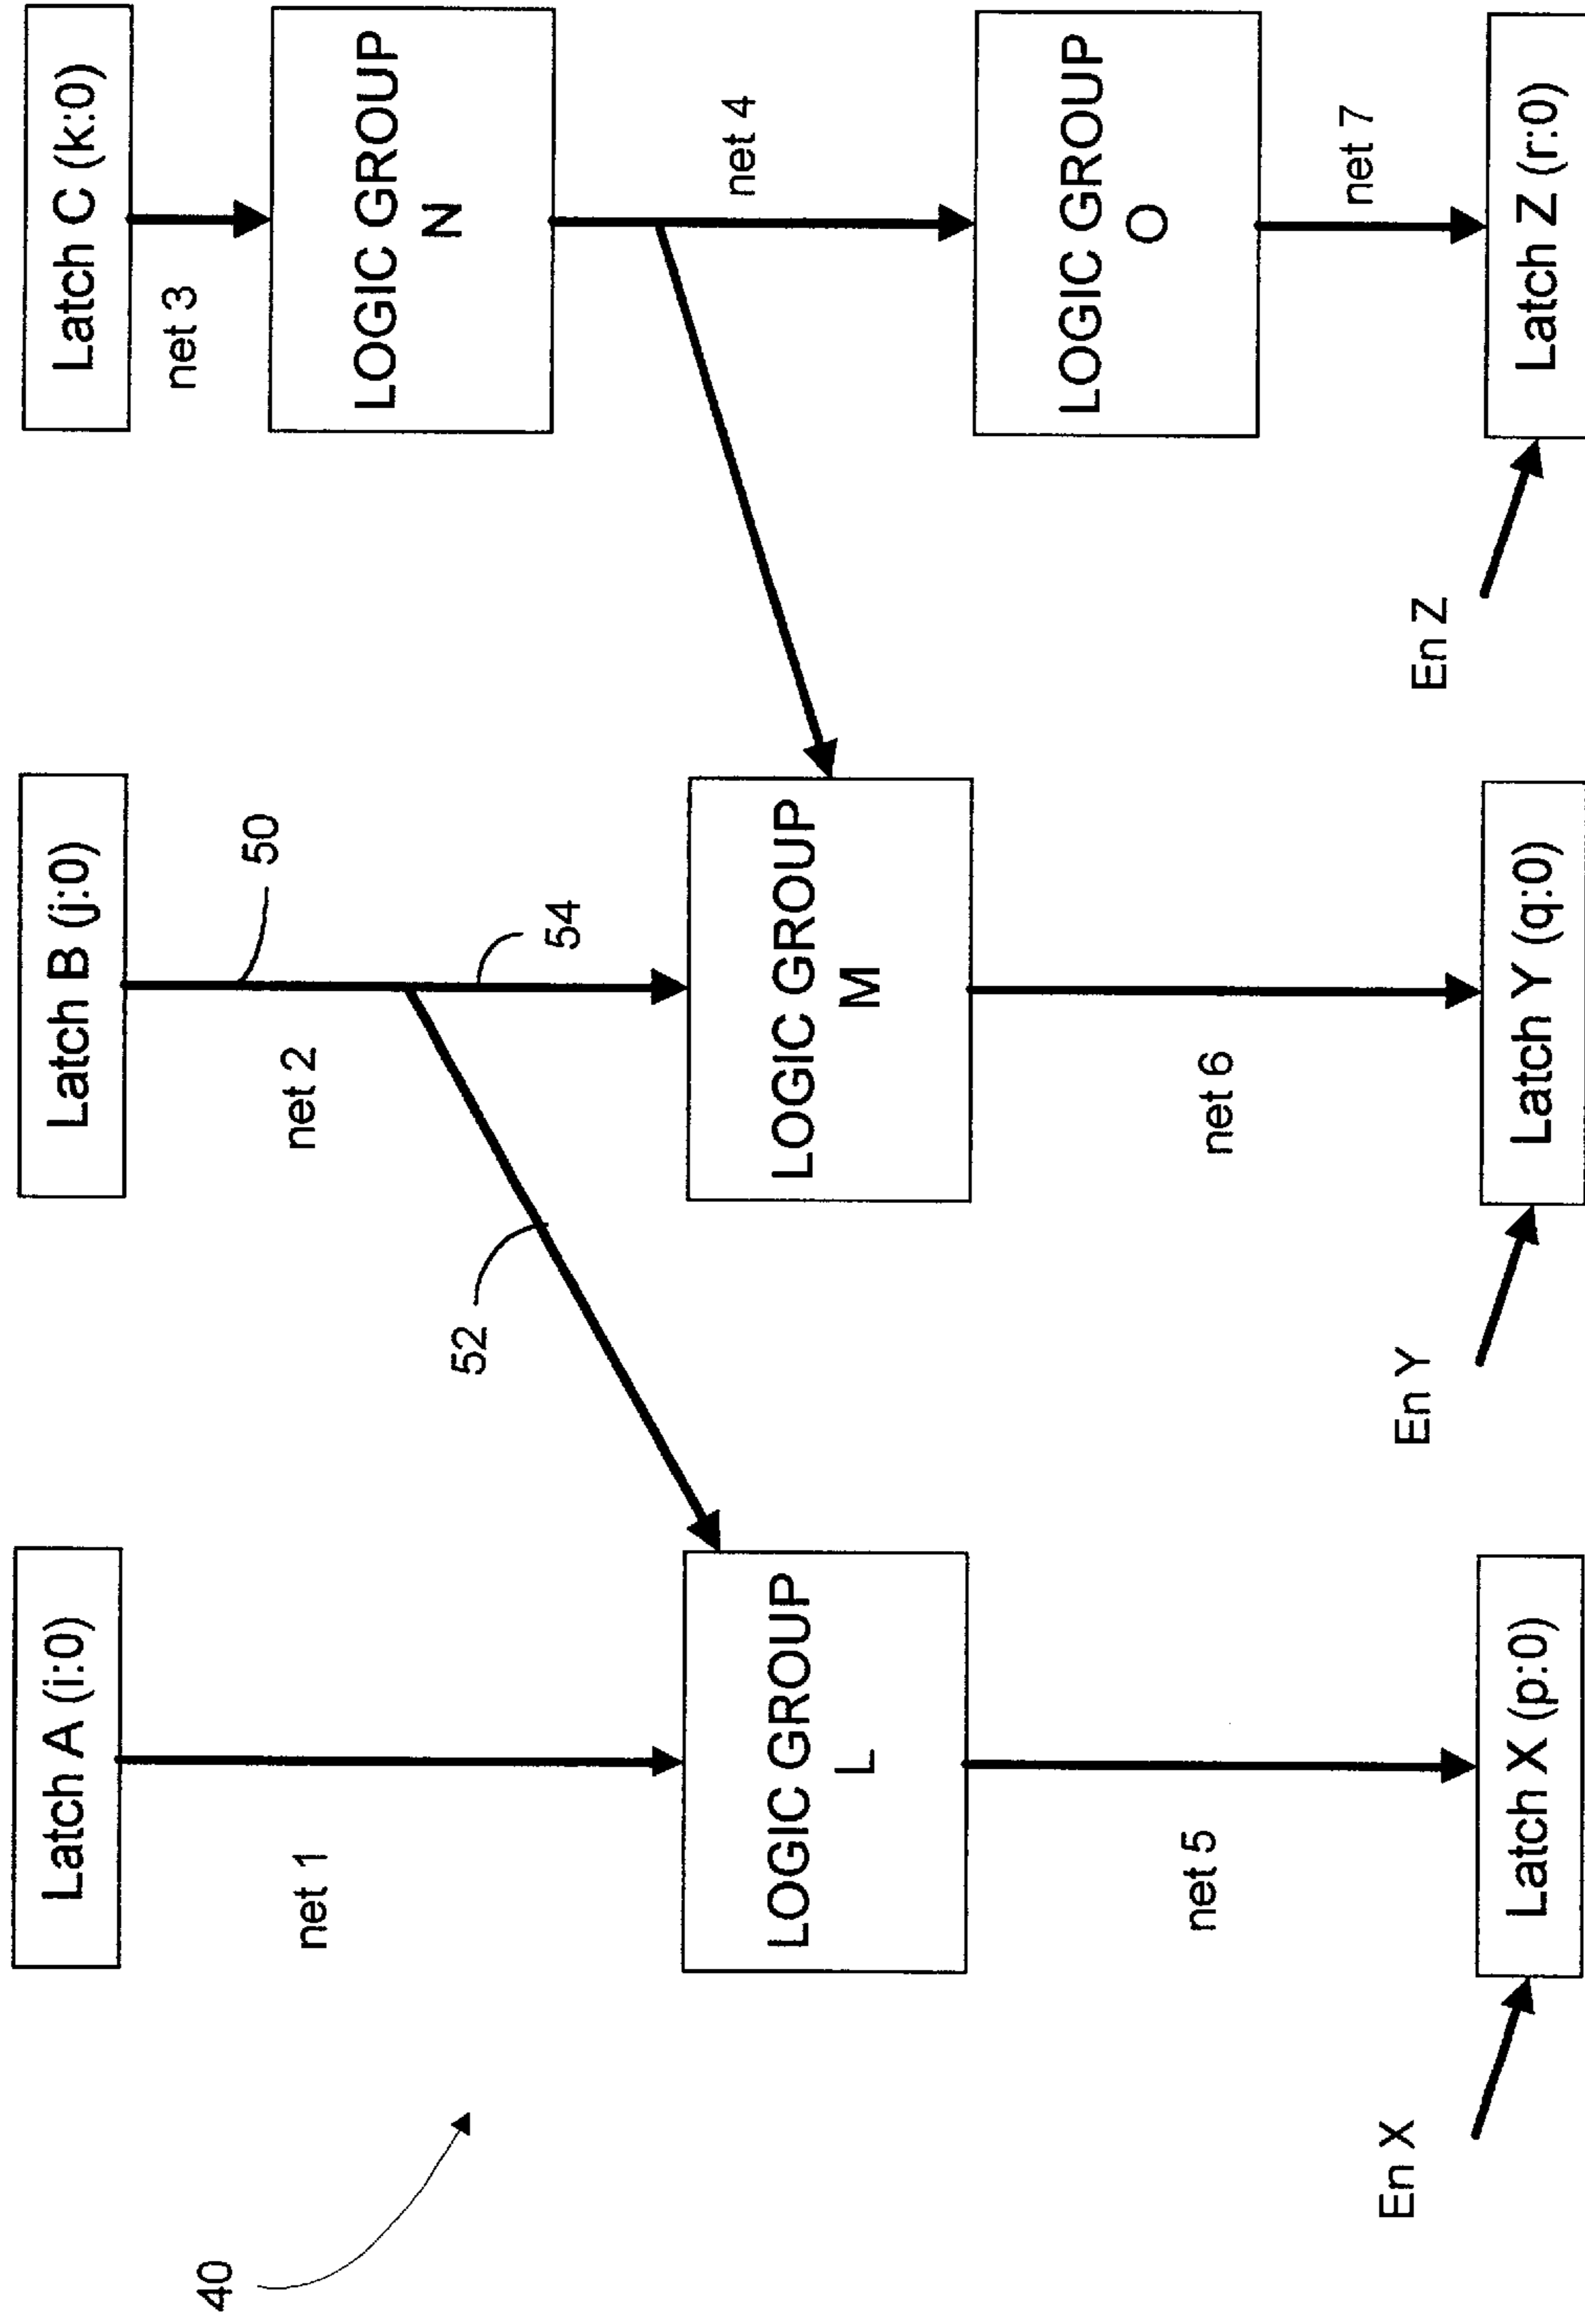 40
Latch A (i:0)
Latch B (j:0)
Latch C (k:0)
net 1
net 2
net 3
50
52
54
LOGIC GROUP
N
LOGIC GROUP
L
LOGIC GROUP
M
net 4
LOGIC GROUP
O
net 5
net 6
net 7
En X
En Y
En Z
Latch X (p:0)
Latch Y (q:0)
Latch Z (r:0)